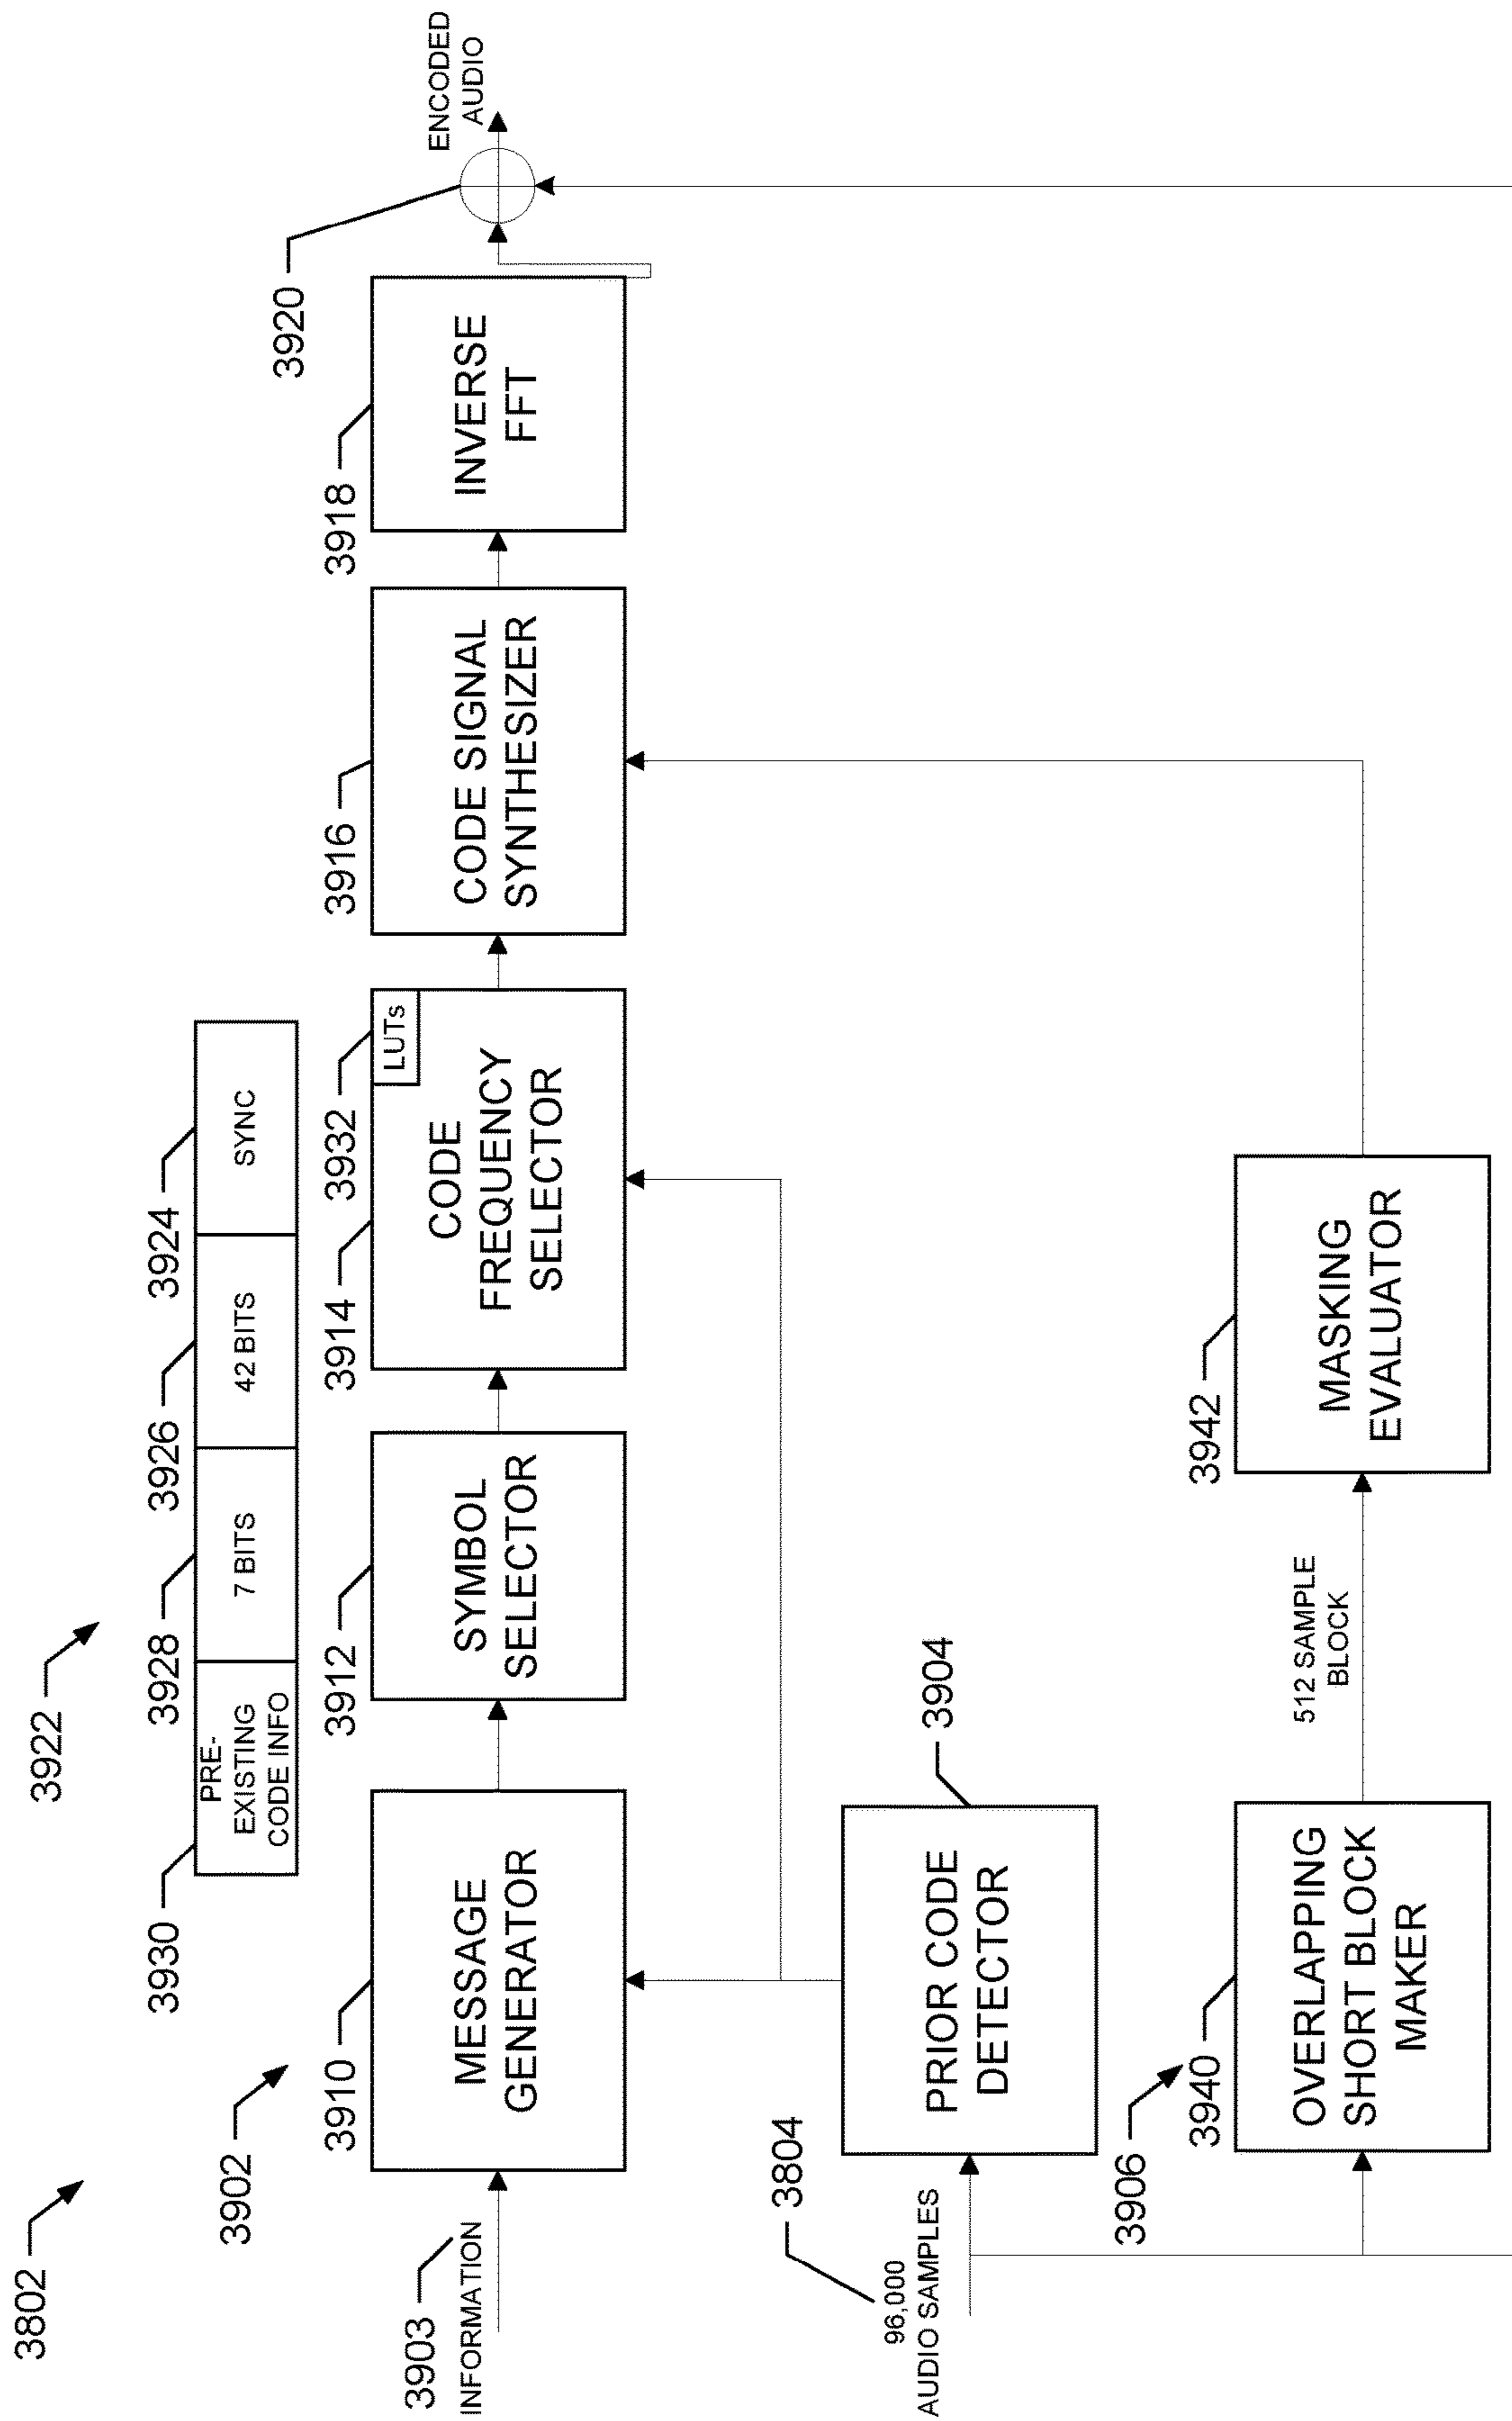 3802
3922
3902
3930
3928
3926
3924
PRE-
EXISTING
CODE INFO
7 BITS
42 BITS
SYNC
3903
INFORMATION
3910
MESSAGE
GENERATOR
3912
SYMBOL
SELECTOR
3914
3932
LUTs
CODE
FREQUENCY
SELECTOR
3916
CODE SIGNAL
SYNTHESIZER
3918
INVERSE
FFT
3920
ENCODED
AUDIO
3804
96,000
AUDIO SAMPLES
3904
PRIOR CODE
DETECTOR
3906
3940
OVERLAPPING
SHORT BLOCK
MAKER
512 SAMPLE
BLOCK
3942
MASKING
EVALUATOR